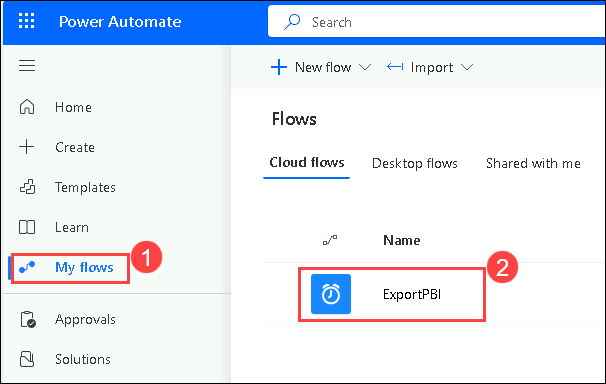 Power Automate
Search
New flow
Import
Home
Create
Templates
Learn
My flows
1
Approvals
Solutions
Flows
Cloud flows
Desktop flows
Shared with me
Name
2
ExportPBI